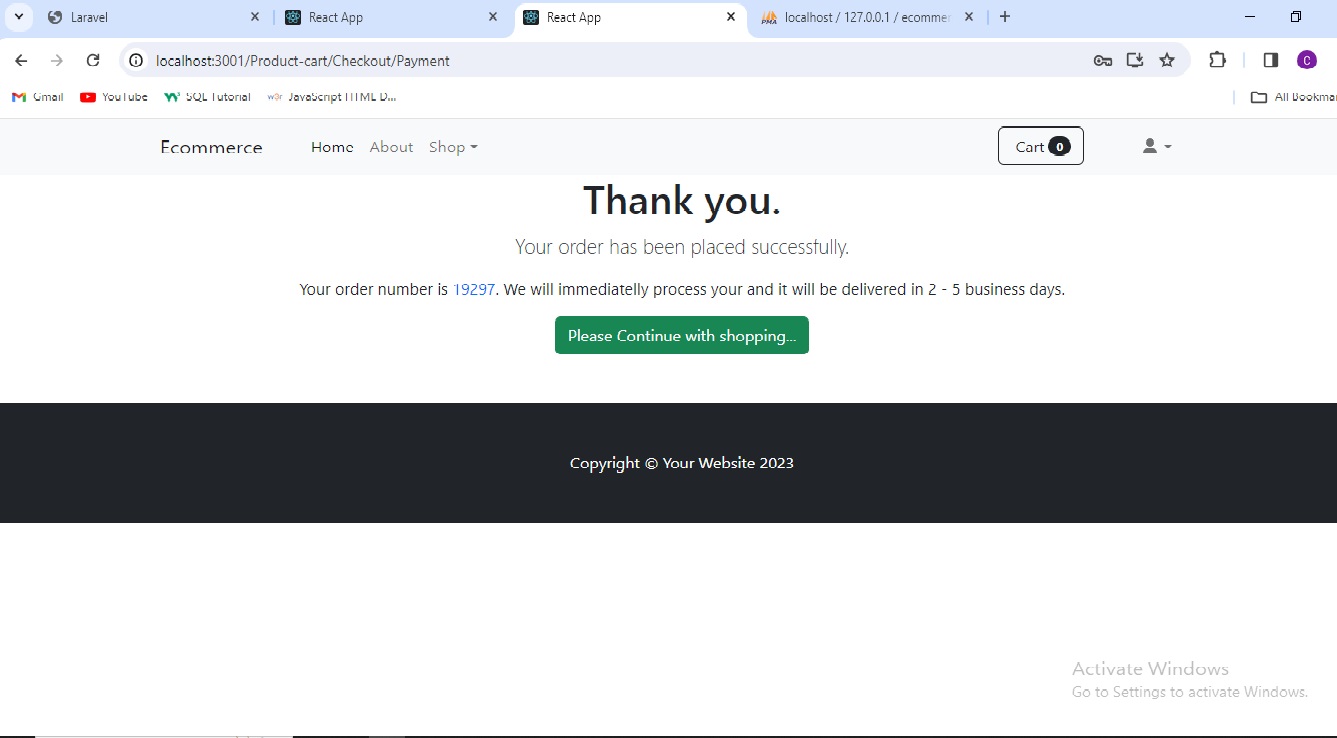 Laravel
React App
React App
localhost / 127.0.0.1 / ecomme
localhost:3001/Product-cart/Checkout/Payment
C
Gmail YouTube SQL Tutorial JavaScript HTML D... All Bookma
Ecommerce Home About Shop Cart 0
Thank you.
Your order has been placed successfully.
Your order number is 19297. We will immediatelly process your and it will be delivered in 2 - 5 business days.
Please Continue with shopping...
Copyright © Your Website 2023
Activate Windows
Go to Settings to activate Windows.